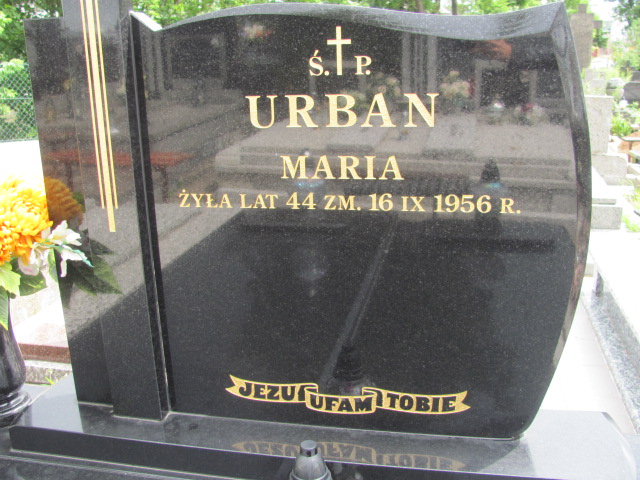 Ś. P.
URBAN
MARIA
ŻYŁA LAT 44 ZM. 16 IX 1956 R.
JEZU UFAM TOBIE